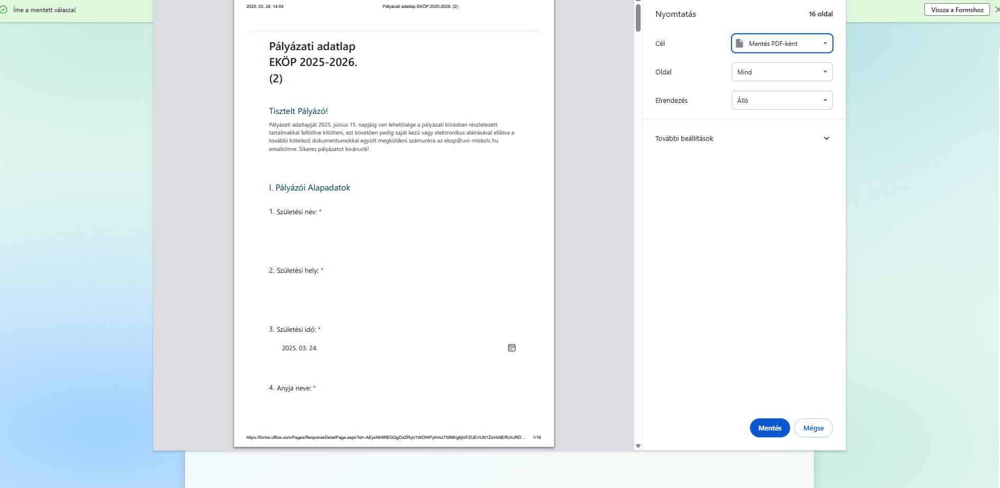 Íme a mentett válasza!
Vissza a Formshoz
2025. 03. 24. 14:04
Pályázati adatlap EKÖP 2025-2026. (2)
Pályázati adatlap
EKÖP 2025-2026.
(2)
Tisztelt Pályázó!
Pályázati adatlapját 2025. június 15. napjáig van lehetősége a pályázati kiírásban részletezett
tartalmakkal feltöltve kitölteni, ezt követően pedig saját kezű vagy elektronikus aláírásával ellátva a
további kötelező dokumentumokkal együtt megküldeni számunkra az ekop@uni-miskolc.hu
emailcímre. Sikeres pályázatot kívánunk!
I. Pályázói Alapadatok
1. Születési név: *
2. Születési hely: *
3. Születési idő: *
2025. 03. 24.
4. Anyja neve: *
https://forms.office.com/Pages/ResponseDetailPage.aspx?id=-AEyxNh8REGQgOxZRyU1WOWPyHmz759Mhg6jhIFZUEVUN1ZaVkNERUhJRD...
1/16
Nyomtatás
16 oldal
Cél
Mentés PDF-ként
Oldal
Mind
Elrendezés
Álló
További beállítások
Mentés
Mégse